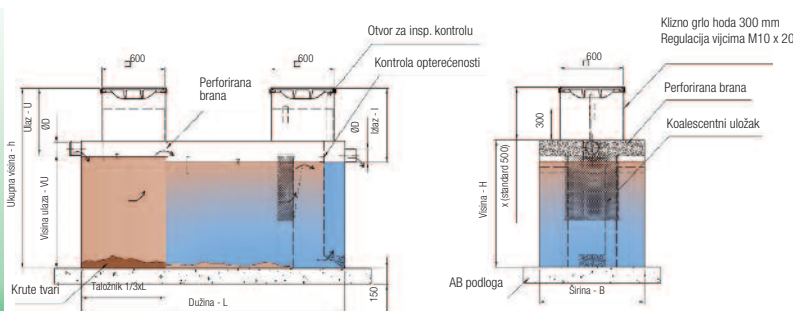 Klizno grlo hoda 300 mm
Regulacija vijcima M10 x 20
Otvor za insp. kontrolu
600
600
600
Kontrola opterećenosti
Perforirana
brana
Perforirana brana
Koalescentni uložak
Ukupna visina - h
Ulaz - U
ØD
Visina ulaza - VU
ØD
Izlaz - I
300
x (standard 500)
Visina - H
Krute tvari
Taložnik 1/3xL
Dužina - L
150
AB podloga
Širina - B